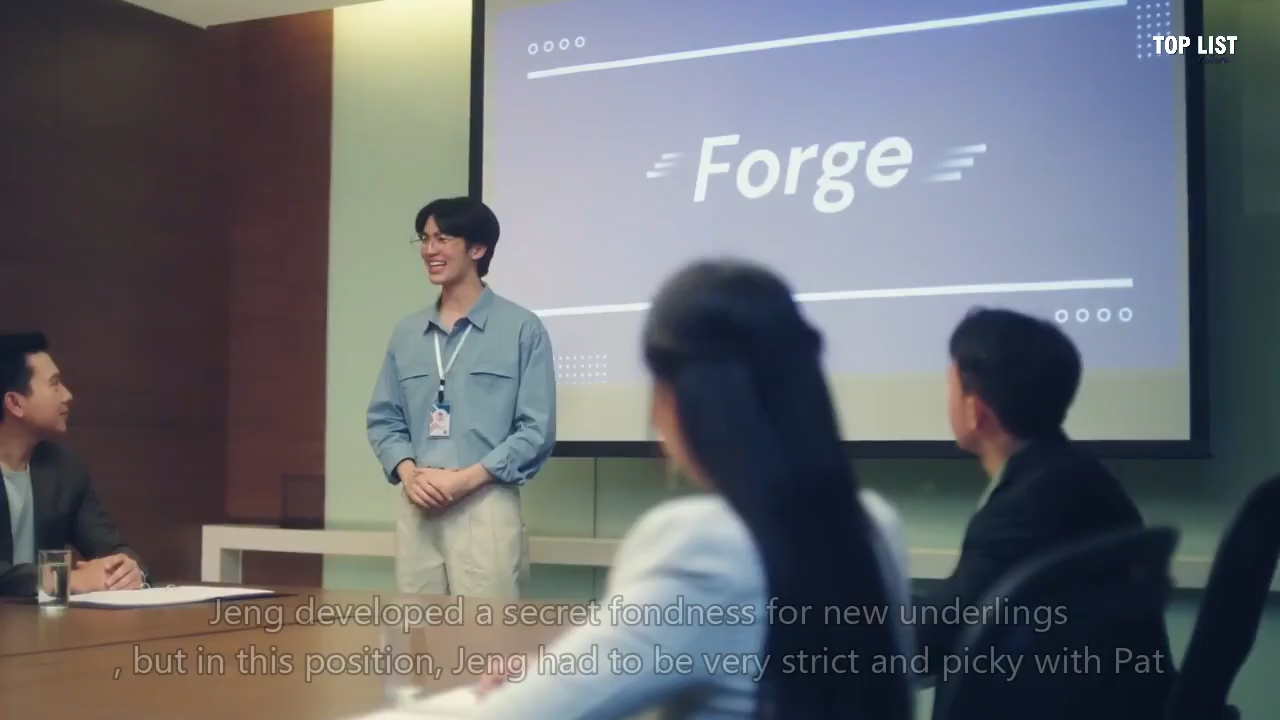 TOP LIST
Forge
Jeng developed a secret fondness for new underlings
, but in this position, Jeng had to be very strict and picky with Pat